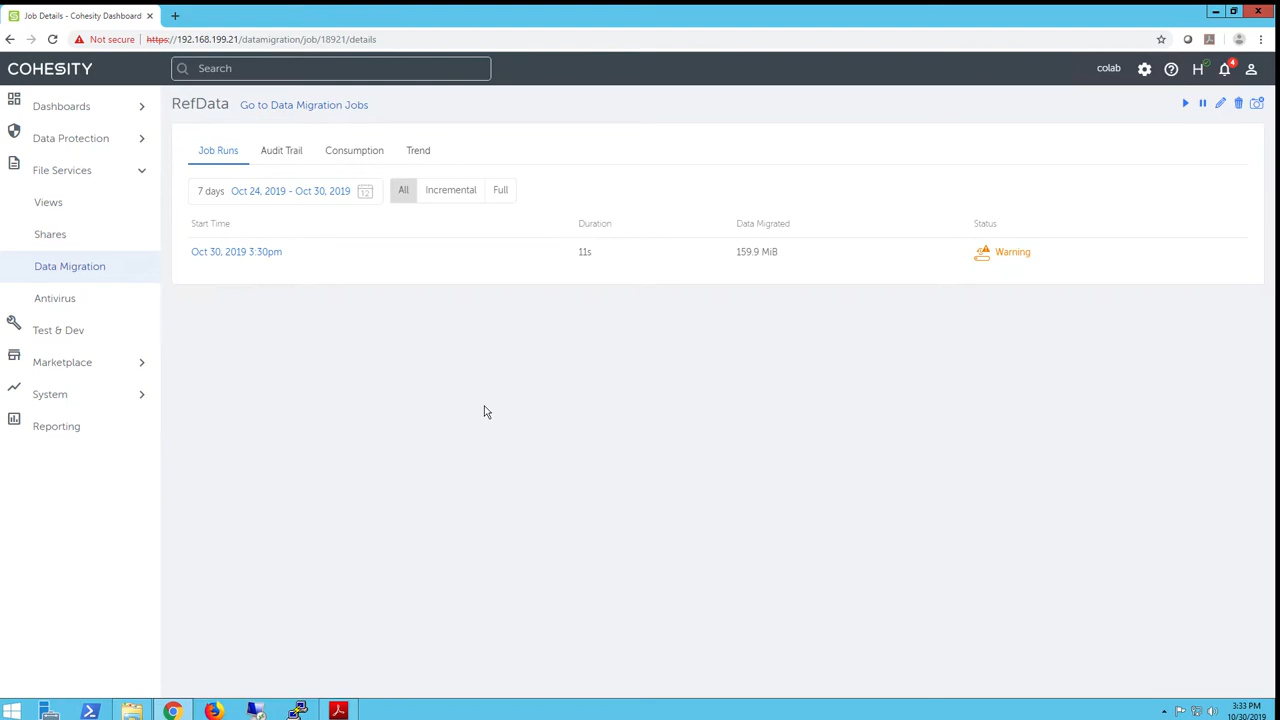 Job Details - Cohesity Dashboard
Not secure https://192.168.199.21/datamigration/job/18921/details
COHESITY
Search
colab
H
4
Dashboards
Data Protection
File Services
Views
Shares
Data Migration
Antivirus
Test & Dev
Marketplace
System
Reporting
RefData Go to Data Migration Jobs
Job Runs Audit Trail Consumption Trend
7 days Oct 24, 2019 - Oct 30, 2019 12 All Incremental Full
Start Time Duration Data Migrated Status
Oct 30, 2019 3:30pm 11s 159.9 MiB Warning
3:33 PM
10/30/2019